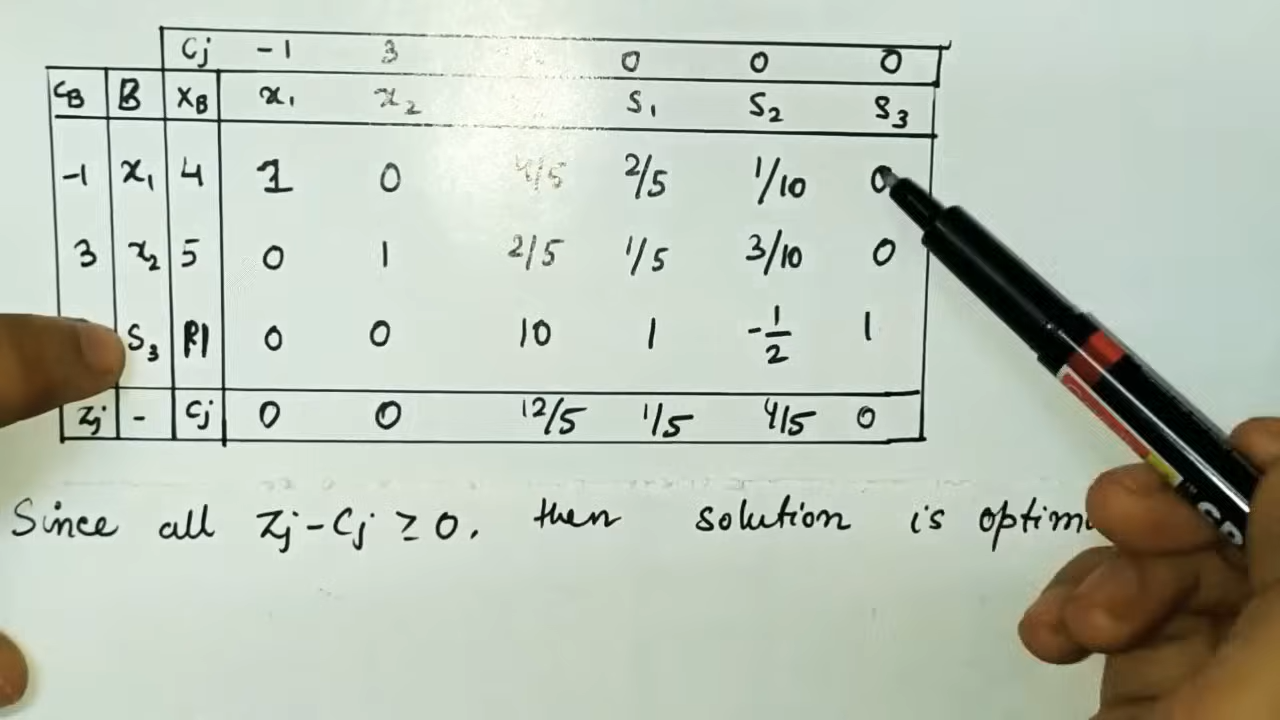 Cj -1 3 0 0 0
CB B XB x1 x2 S1 S2 S3
-1 x1 4 1 0 4/5 2/5 1/10 0
3 x2 5 0 1 2/5 1/5 3/10 0
S3 11 0 0 10 1 -1/2 1
Zj - Cj 0 0 12/5 1/5 4/5 0
Since all Zj - Cj ≥ 0, then solution is